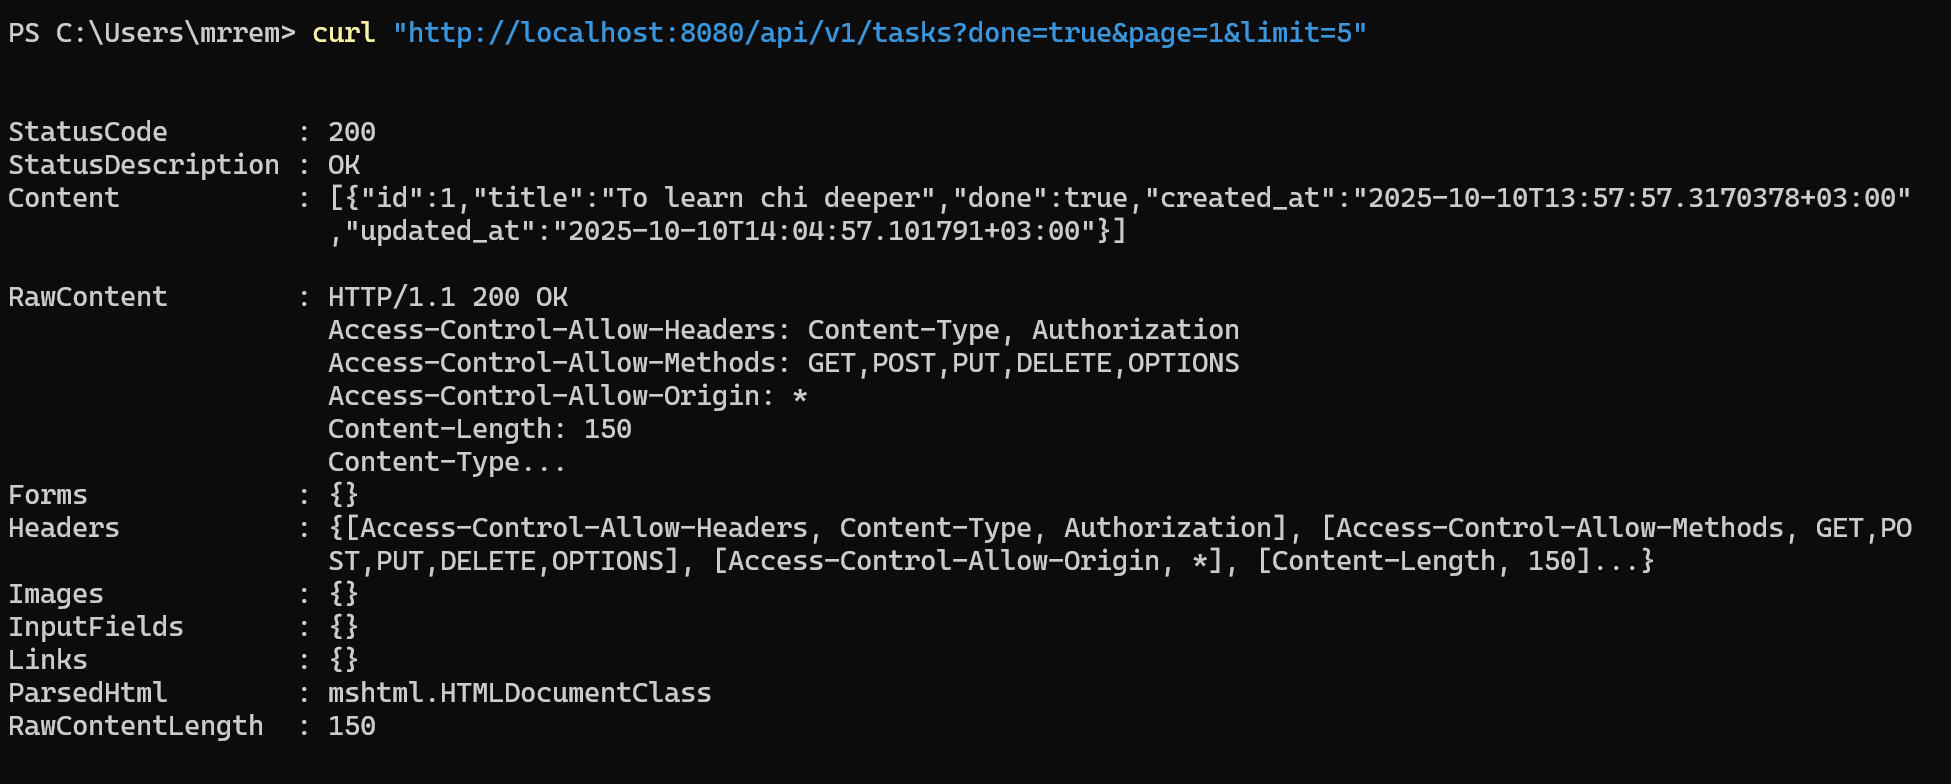 PS C:\Users\mrrem> curl "http://localhost:8080/api/v1/tasks?done=true&page=1&limit=5"
StatusCode        : 200
StatusDescription : OK
Content           : [{"id":1,"title":"To learn chi deeper","done":true,"created_at":"2025-10-10T13:57:57.3170378+03:00"
                    ,"updated_at":"2025-10-10T14:04:57.101791+03:00"}]
RawContent        : HTTP/1.1 200 OK
                    Access-Control-Allow-Headers: Content-Type, Authorization
                    Access-Control-Allow-Methods: GET,POST,PUT,DELETE,OPTIONS
                    Access-Control-Allow-Origin: *
                    Content-Length: 150
                    Content-Type...
Forms             : {}
Headers           : {[Access-Control-Allow-Headers, Content-Type, Authorization], [Access-Control-Allow-Methods, GET,PO
                    ST,PUT,DELETE,OPTIONS], [Access-Control-Allow-Origin, *], [Content-Length, 150]...}
Images            : {}
InputFields       : {}
Links             : {}
ParsedHtml        : mshtml.HTMLDocumentClass
RawContentLength  : 150